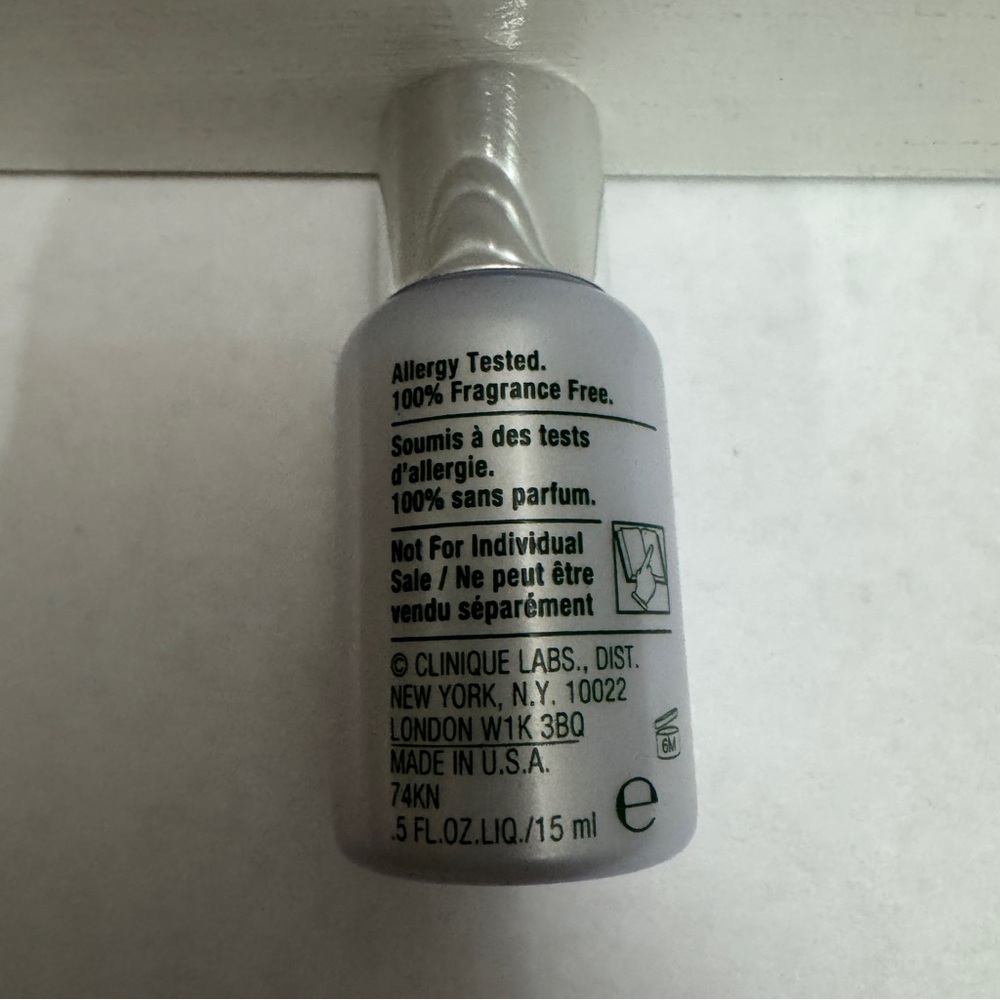 Allergy Tested.
100% Fragrance Free.
Soumis à des tests
d'allergie.
100% sans parfum.
Not For Individual
Sale / Ne peut être
vendu séparément
© CLINIQUE LABS., DIST.
NEW YORK, N.Y. 10022
LONDON W1K 3BQ
MADE IN U.S.A.
74KN
.5 FL.OZ.LIQ./15 ml
e
6M